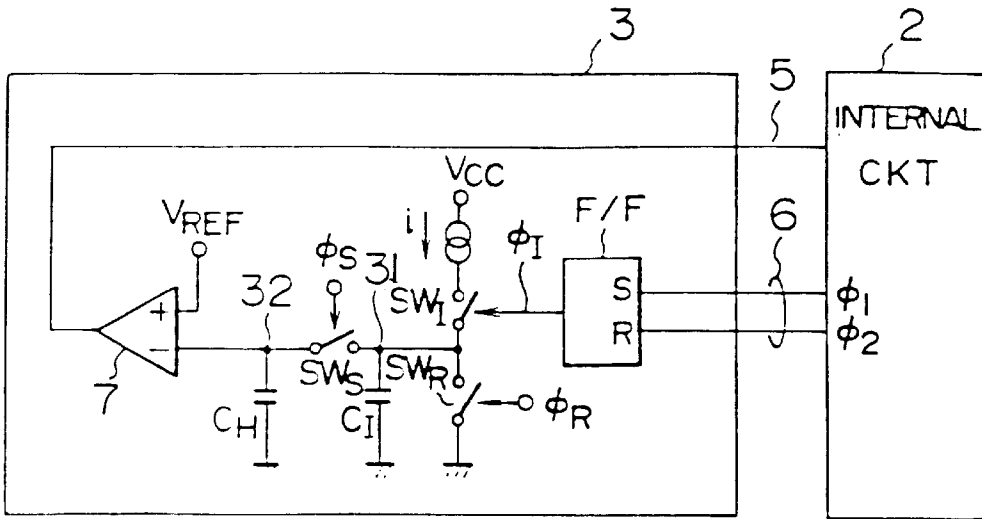 3
2
5
INTERNAL
CKT
VCC
F/F
VREF
i
6
ϕS
ϕI
31
32
SWI
S
ϕ1
+
R
ϕ2
−
7
SWS
SWR
ϕR
CH
CI